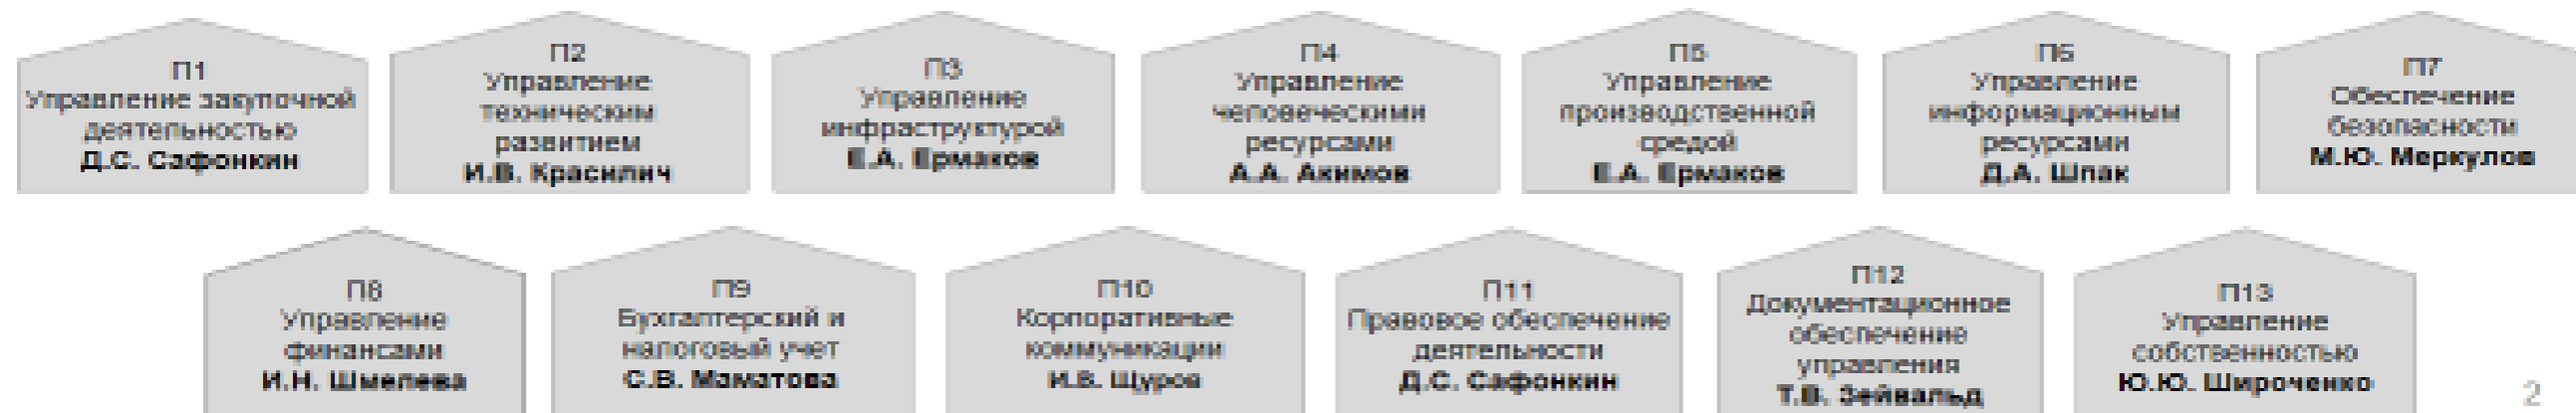 П1
Управление закупочной
деятельностью
Д.С. Сафонкин
П2
Управление
техническим
развитием
И.В. Красилич
П3
Управление
инфраструктурой
Е.А. Ермаков
П4
Управление
человеческими
ресурсами
А.А. Акимов
П5
Управление
производственной
средой
Е.А. Ермаков
П6
Управление
информационным
ресурсами
Д.А. Шпак
П7
Обеспечение
безопасности
М.Ю. Меркулов
П8
Управление
финансами
И.Н. Шмелева
П9
Бухгалтерский и
налоговый учет
С.В. Маматова
П10
Корпоративные
коммуникации
И.В. Щуров
П11
Правовое обеспечение
деятельности
Д.С. Сафонкин
П12
Документационное
обеспечение
управления
Т.В. Зейвальд
П13
Управление
собственностью
Ю.Ю. Широченко
2